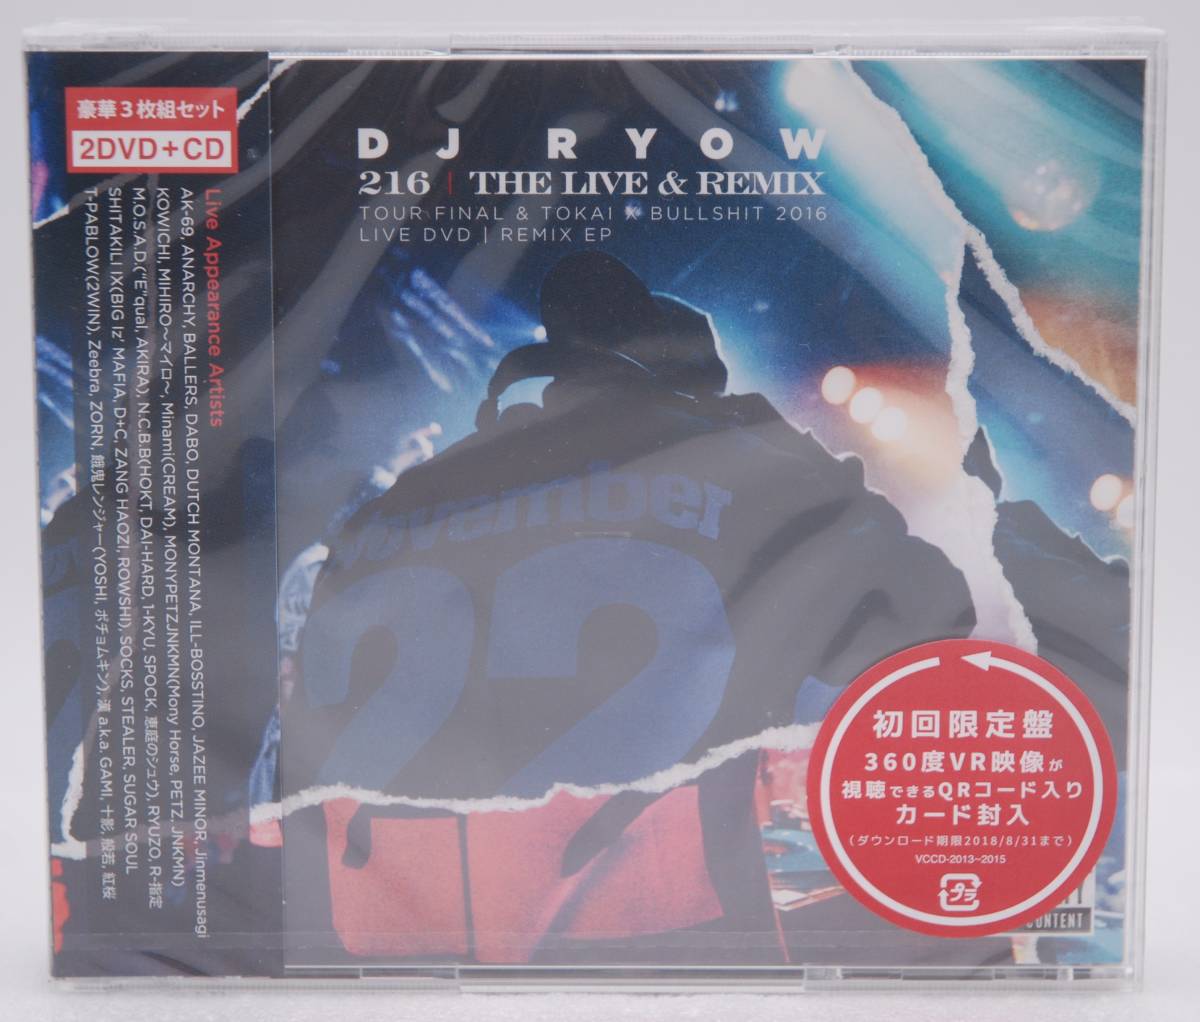 豪華3枚組セット
2DVD+CD
Live Appearance Artists
AK-69, ANARCHY, BALLERS, DABO, DUTCH MONTANA, ILL-BOSSTINO, JAZEE MINOR, Jinmenusagi
KOWICHI, MIHIRO〜マイロ〜, Minami(CREAM), MONYPETZJNKMN(Mony Horse, PETZ, JNKMN)
M.O.S.A.D.("E"qual, AKIRA), N.C.B.B(HOKT, DAI-HARD, 1-KYU, SPOCK, 恵庭のシュウ), RYUZO, R-指定
SHITAKILI IX(BIG Iz' MAFIA, D+C, ZANG HAOZI, ROWSHI), SOCKS, STEALER, SUGAR SOUL
T-PABLOW(2WIN), Zeebra, ZORN, 餓鬼レンジャー(YOSHI, ポチョムキン), 漢 a.k.a. GAMI, 十影, 般若, 紅桜
DJ RYOW
216 | THE LIVE & REMIX
TOUR FINAL & TOKAI X BULLSHIT 2016
LIVE DVD | REMIX EP
Novamber
22
初回限定盤
360度VR映像が
視聴できるQRコード入り
カード封入
(ダウンロード期限2018/8/31まで)
VCCD-2013~2015
プラ
CONTENT